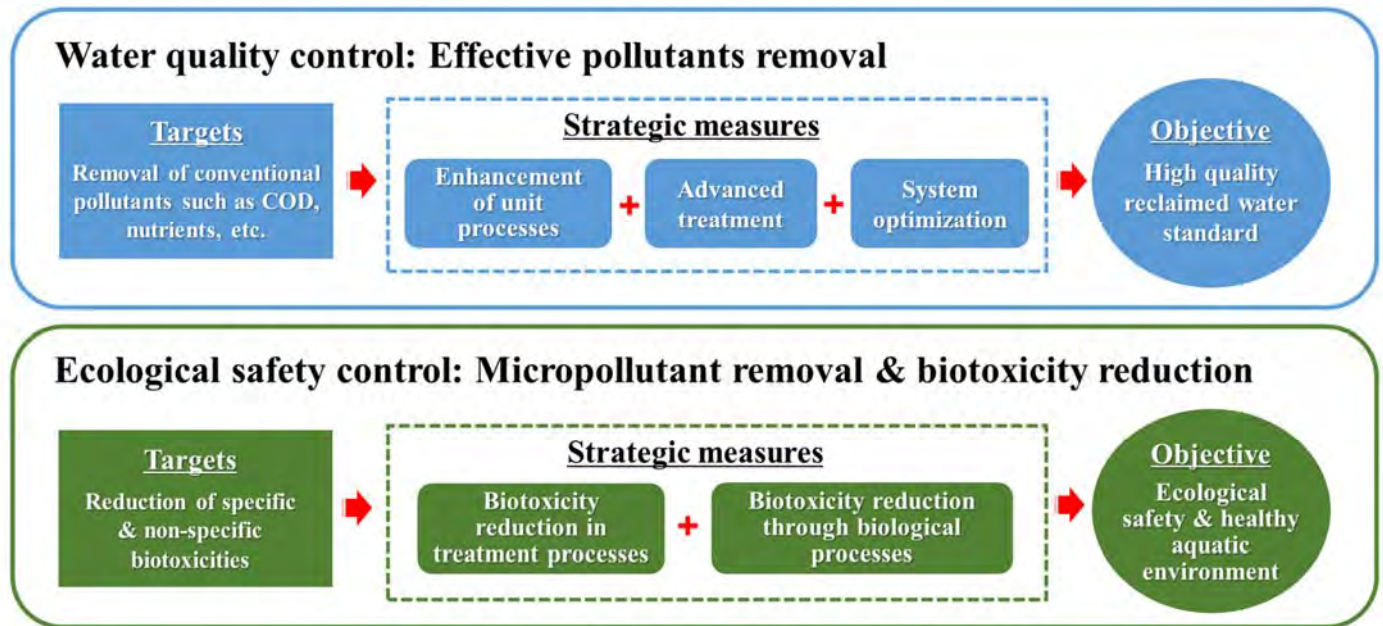 Water quality control: Effective pollutants removal
Targets
Removal of conventional
pollutants such as COD,
nutrients, etc.
Strategic measures
Enhancement
of unit
processes
+
Advanced
treatment
+
System
optimization
Objective
High quality
reclaimed water
standard
Ecological safety control: Micropollutant removal & biotoxicity reduction
Targets
Reduction of specific
& non-specific
biotoxicities
Strategic measures
Biotoxicity
reduction in
treatment processes
+
Biotoxicity reduction
through biological
processes
Objective
Ecological
safety & healthy
aquatic
environment